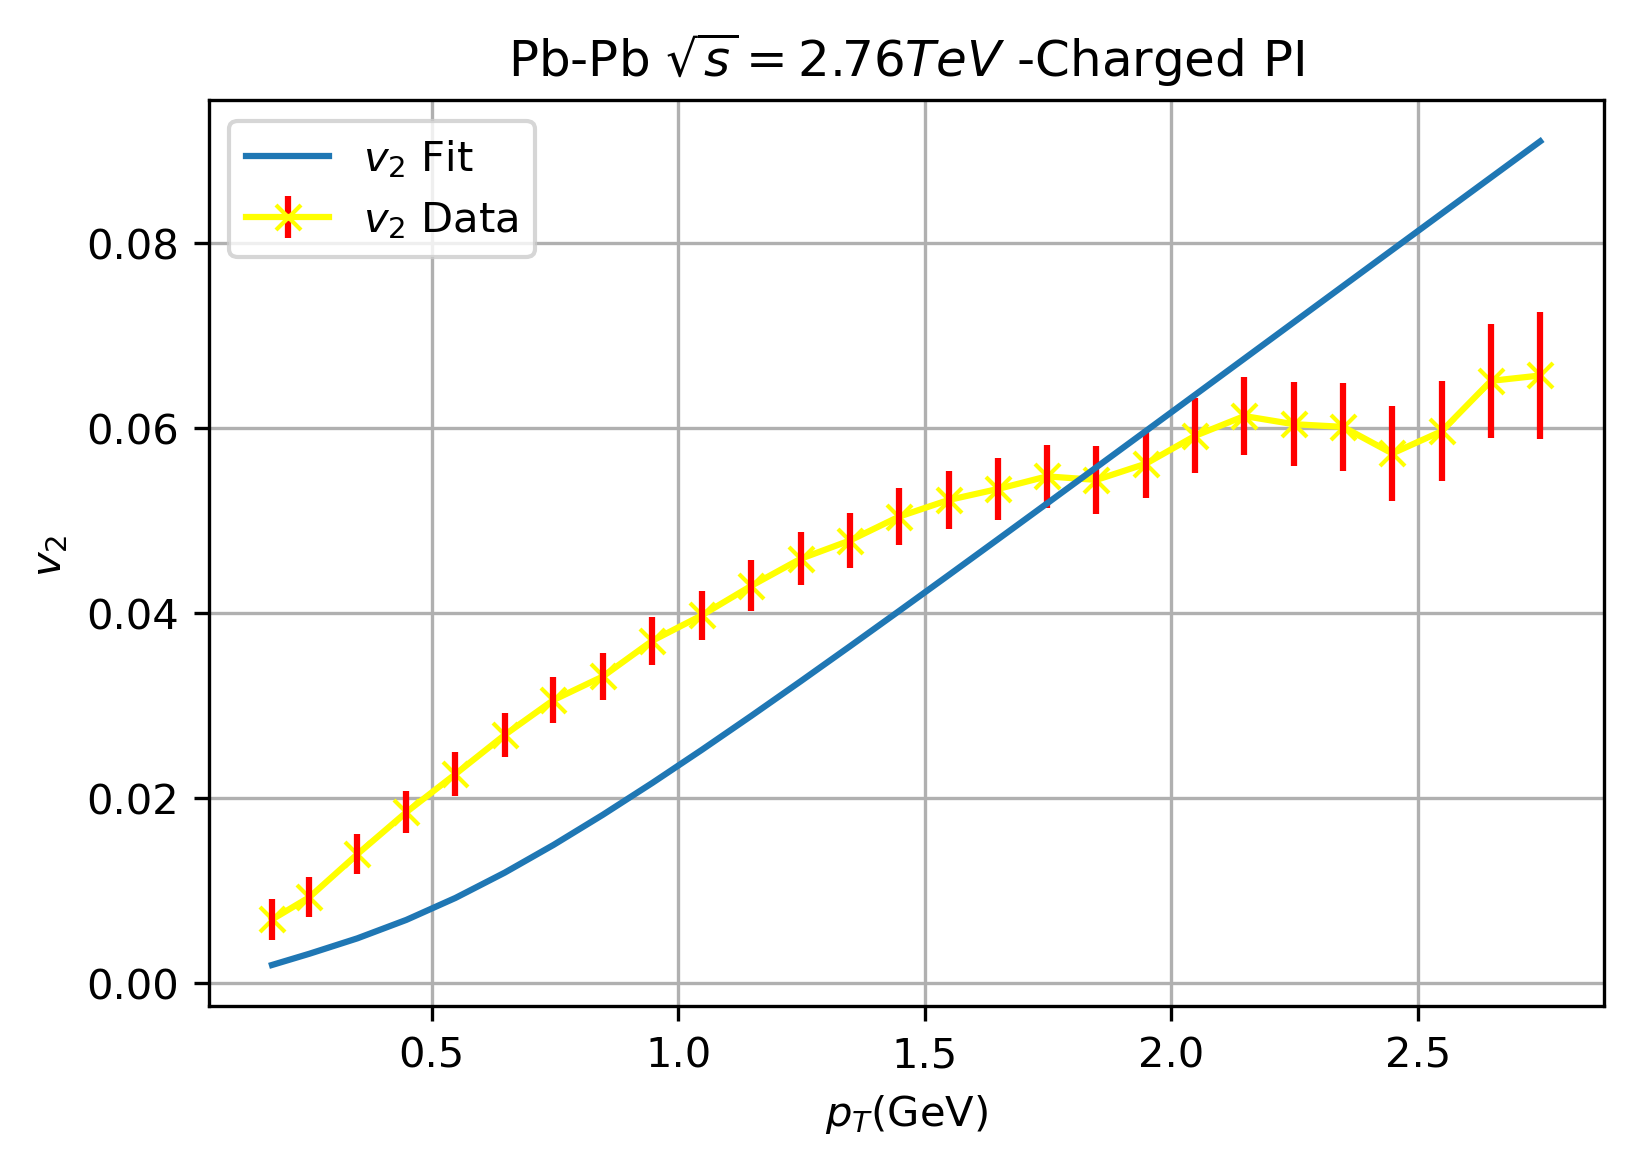 Pb-Pb √s = 2.76TeV -Charged PI
v₂ Fit
v₂ Data
0.08
0.06
0.04
0.02
0.00
v₂
0.5 1.0 1.5 2.0 2.5
p_T(GeV)